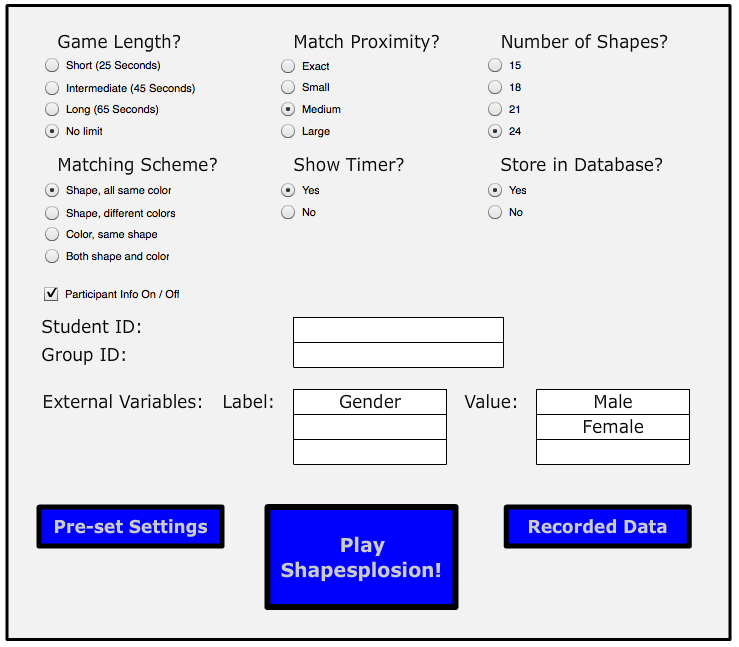 Game Length?
Short (25 Seconds)
Intermediate (45 Seconds)
Long (65 Seconds)
No limit
Match Proximity?
Exact
Small
Medium
Large
Number of Shapes?
15
18
21
24
Matching Scheme?
Shape, all same color
Shape, different colors
Color, same shape
Both shape and color
Show Timer?
Yes
No
Store in Database?
Yes
No
Participant Info On / Off
Student ID:
Group ID:
External Variables: Label: Gender Value: Male
Female
Pre-set Settings
Play
Shapesplosion!
Recorded Data